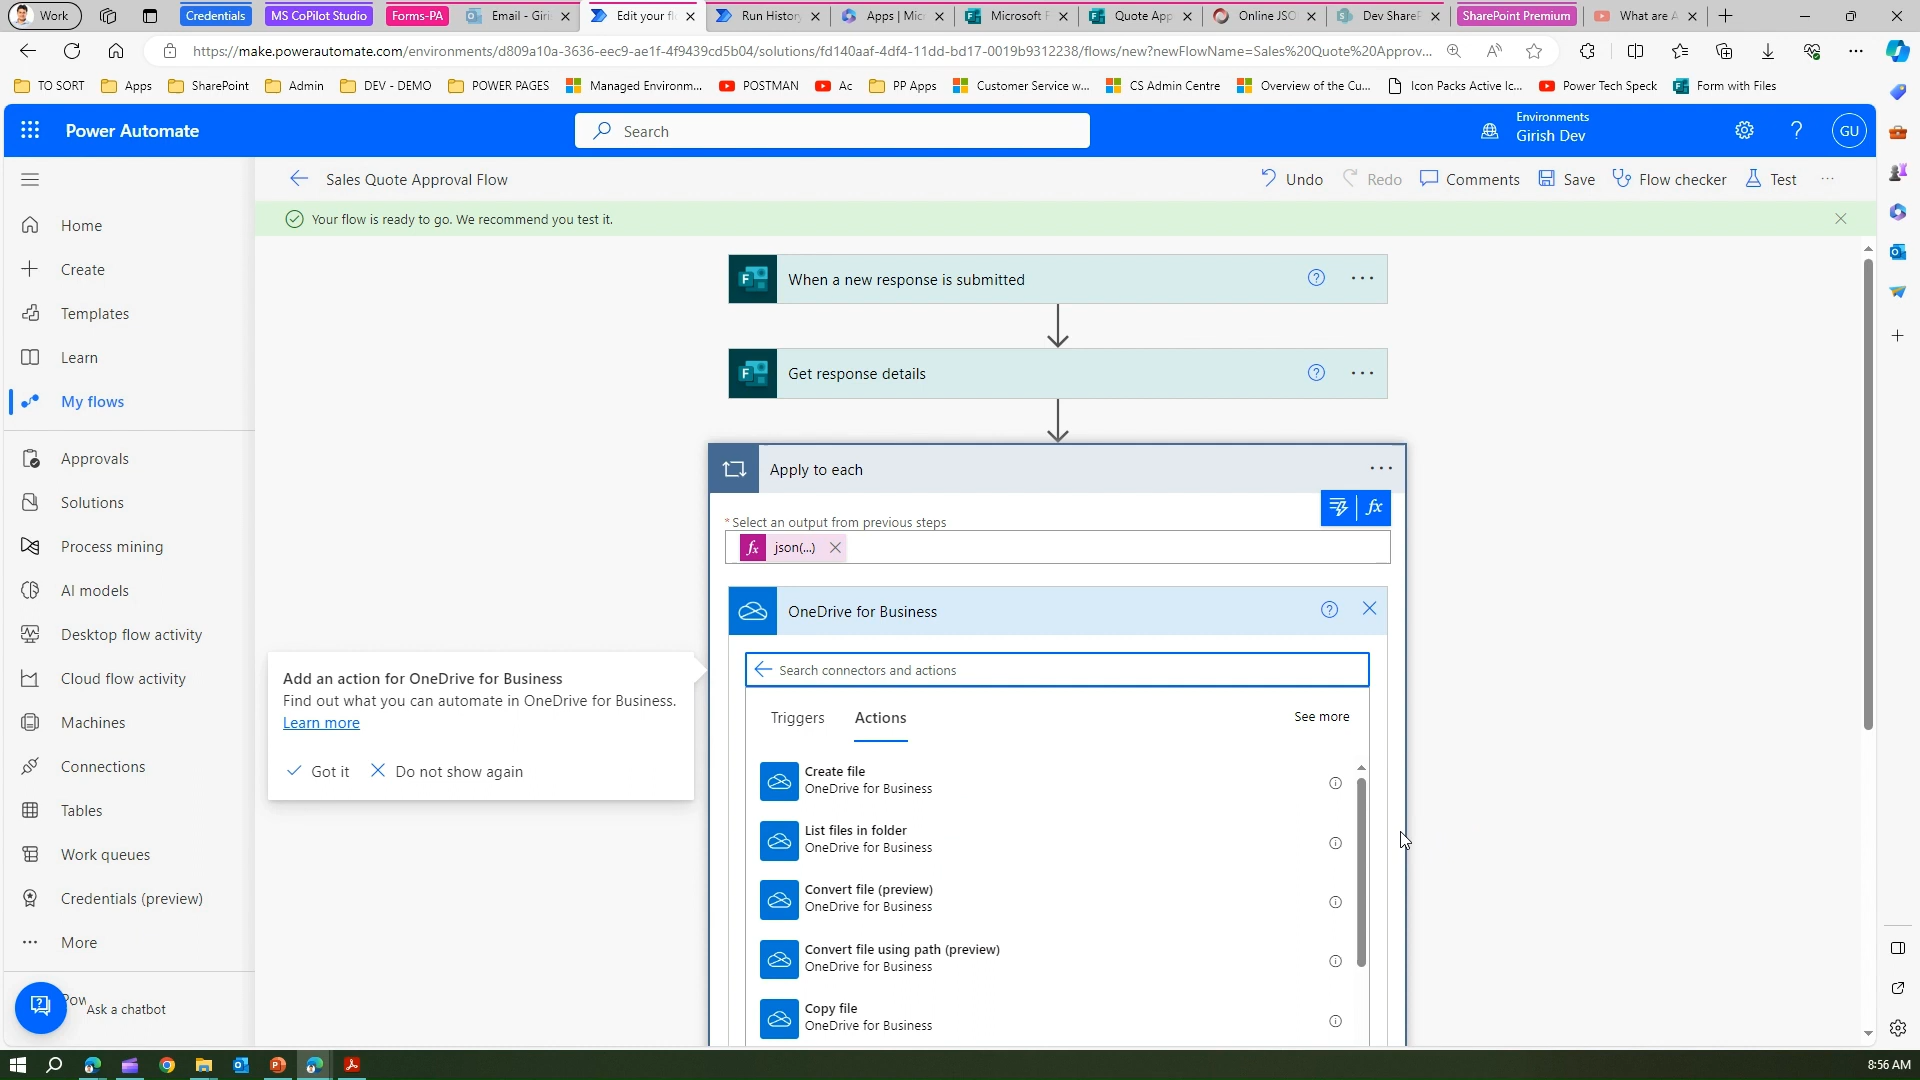 Work
Credentials
MS CoPilot Studio
Forms-PA
Email - Giri
Edit your fl
Run History
Apps | Micr
Microsoft F
Quote App
Online JSO
Dev ShareP
SharePoint Premium
What are A
https://make.powerautomate.com/environments/d809a10a-3636-eec9-ae1f-4f9439cd5b04/solutions/fd140aaf-4df4-11dd-bd17-0019b9312238/flows/new?newFlowName=Sales%20Quote%20Approv...
TO SORT
Apps
SharePoint
Admin
DEV - DEMO
POWER PAGES
Managed Environm...
POSTMAN
Ac
PP Apps
Customer Service w...
CS Admin Centre
Overview of the Cu...
Icon Packs Active Ic...
Power Tech Speck
Form with Files
Power Automate
Search
Environments
Girish Dev
GU
Sales Quote Approval Flow
Undo
Redo
Comments
Save
Flow checker
Test
Your flow is ready to go. We recommend you test it.
Home
Create
Templates
Learn
My flows
Approvals
Solutions
Process mining
AI models
Desktop flow activity
Cloud flow activity
Machines
Connections
Tables
Work queues
Credentials (preview)
More
Pow
Ask a chatbot
When a new response is submitted
Get response details
Apply to each
fx
* Select an output from previous steps
fx json(...)
OneDrive for Business
Search connectors and actions
Triggers
Actions
See more
Create file
OneDrive for Business
List files in folder
OneDrive for Business
Convert file (preview)
OneDrive for Business
Convert file using path (preview)
OneDrive for Business
Copy file
OneDrive for Business
Add an action for OneDrive for Business
Find out what you can automate in OneDrive for Business.
Learn more
Got it
Do not show again
8:56 AM